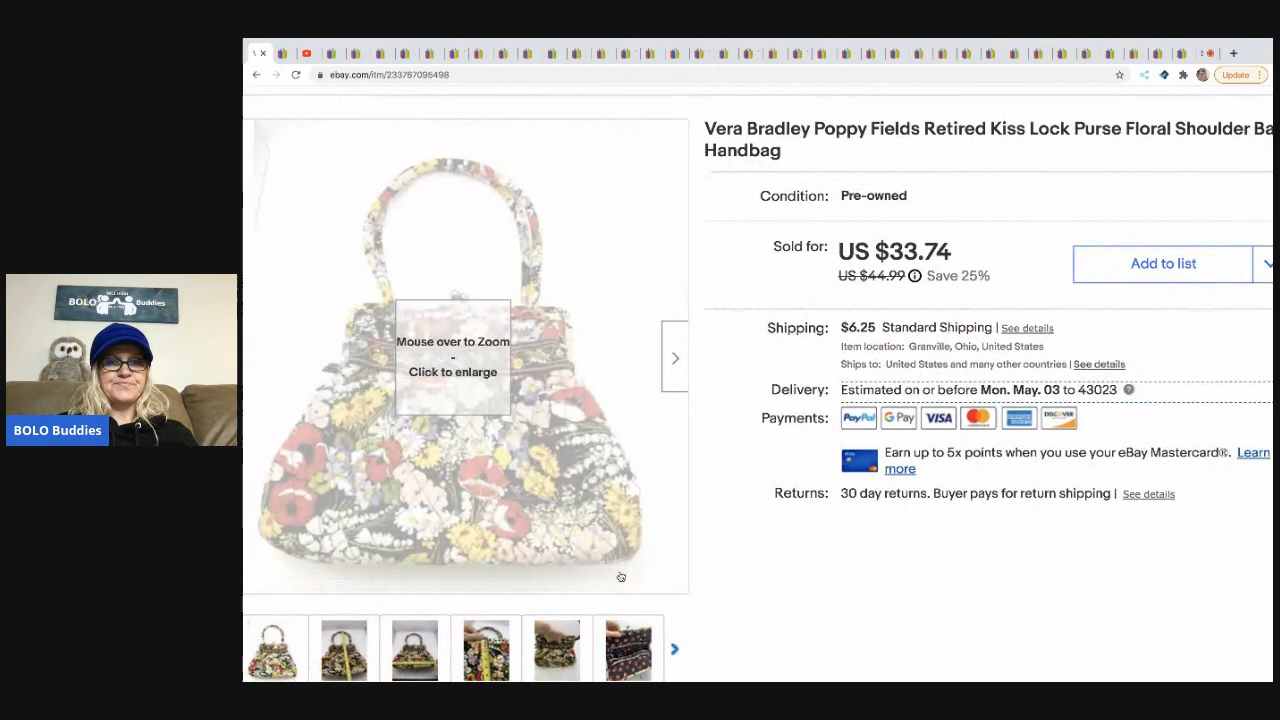 ebay.com/itm/233767095498
Update
Vera Bradley Poppy Fields Retired Kiss Lock Purse Floral Shoulder Ba
Handbag
Condition: Pre-owned
Sold for: US $33.74
Add to list
US $44.99 Save 25%
Shipping: $6.25 Standard Shipping | See details
Item location: Granville, Ohio, United States
Ships to: United States and many other countries | See details
Delivery: Estimated on or before Mon. May. 03 to 43023
Payments: PayPal G Pay VISA DISCOVER
Earn up to 5x points when you use your eBay Mastercard®. Learn
more
Returns: 30 day returns. Buyer pays for return shipping | See details
Mouse over to Zoom
-
Click to enlarge
BOLO Buddies
BOLO Buddies